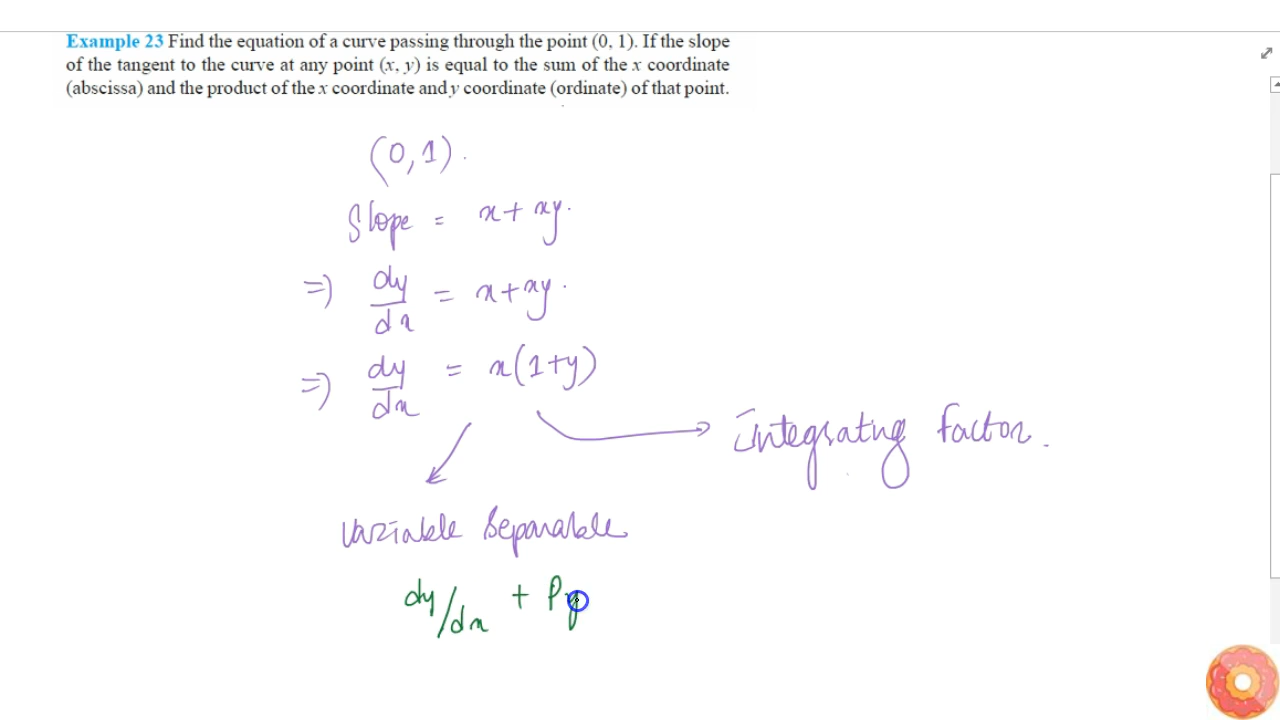 Example 23 Find the equation of a curve passing through the point (0, 1). If the slope
of the tangent to the curve at any point (x, y) is equal to the sum of the x coordinate
(abscissa) and the product of the x coordinate and y coordinate (ordinate) of that point.
(0, 1).
Slope = x + xy.
⇒) dy/dx = x + xy.
⇒) dy/dx = x(1+y)
Integrating factor.
Variable Separable
dy/dx + Py